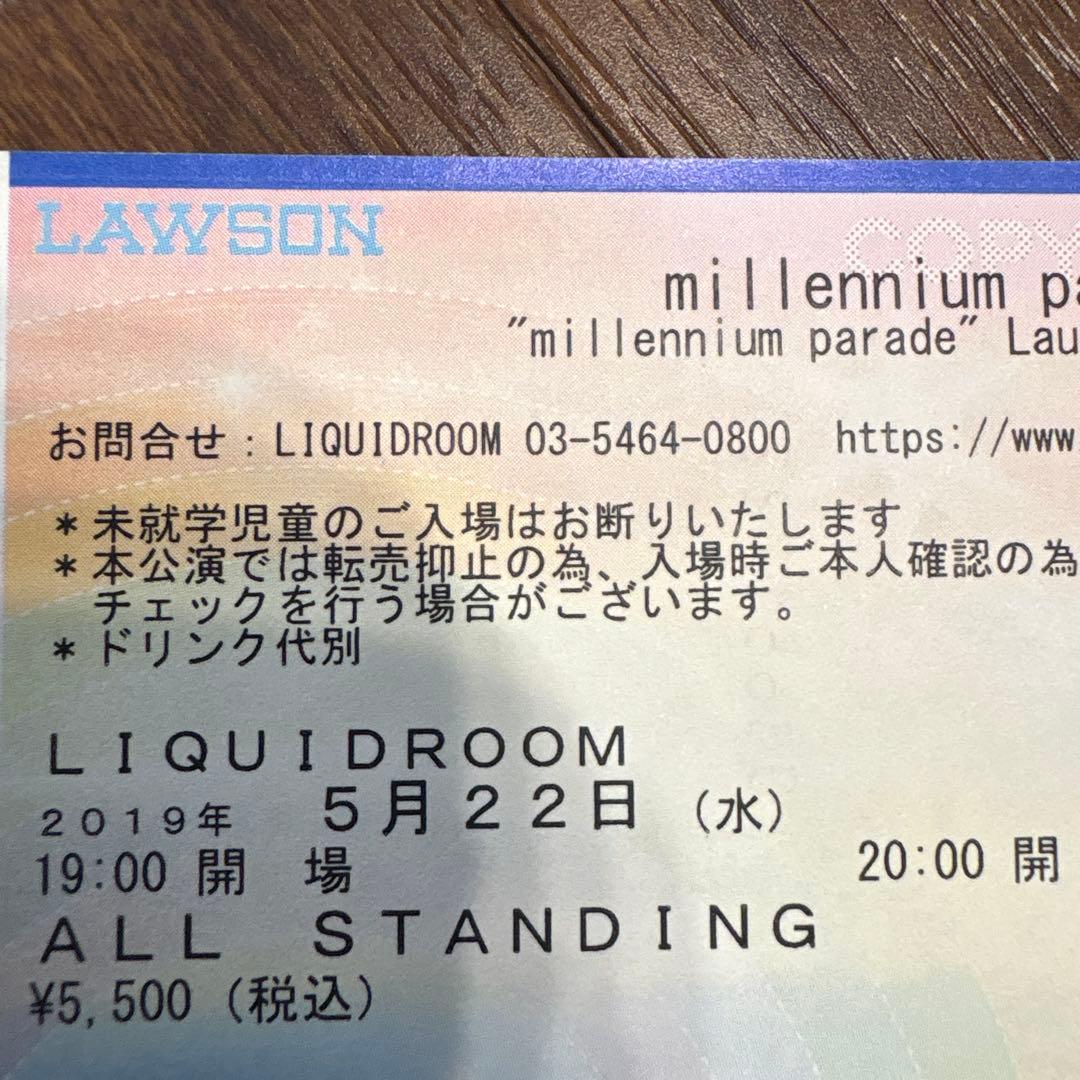 LAWSON
COPY
millennium pa
"millennium parade" Lau
お問合せ：LIQUIDROOM 03-5464-0800 https://www.
＊未就学児童のご入場はお断りいたします
＊本公演では転売抑止の為、入場時ご本人確認の為
チェックを行う場合がございます。
＊ドリンク代別
ＬＩＱＵＩＤＲＯＯＭ
２０１９年 ５月２２日（水）
19:00 開 場 20:00 開
ＡＬＬ ＳＴＡＮＤＩＮＧ
¥5,500（税込）